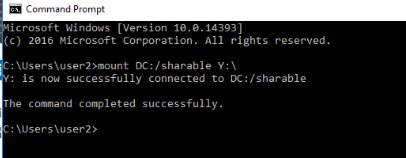 Command Prompt
Microsoft Windows [Version 10.0.14393]
(c) 2016 Microsoft Corporation. All rights reserved.
C:\Users\user2>mount DC:/sharable Y:\
Y: is now successfully connected to DC:/sharable
The command completed successfully.
C:\Users\user2>